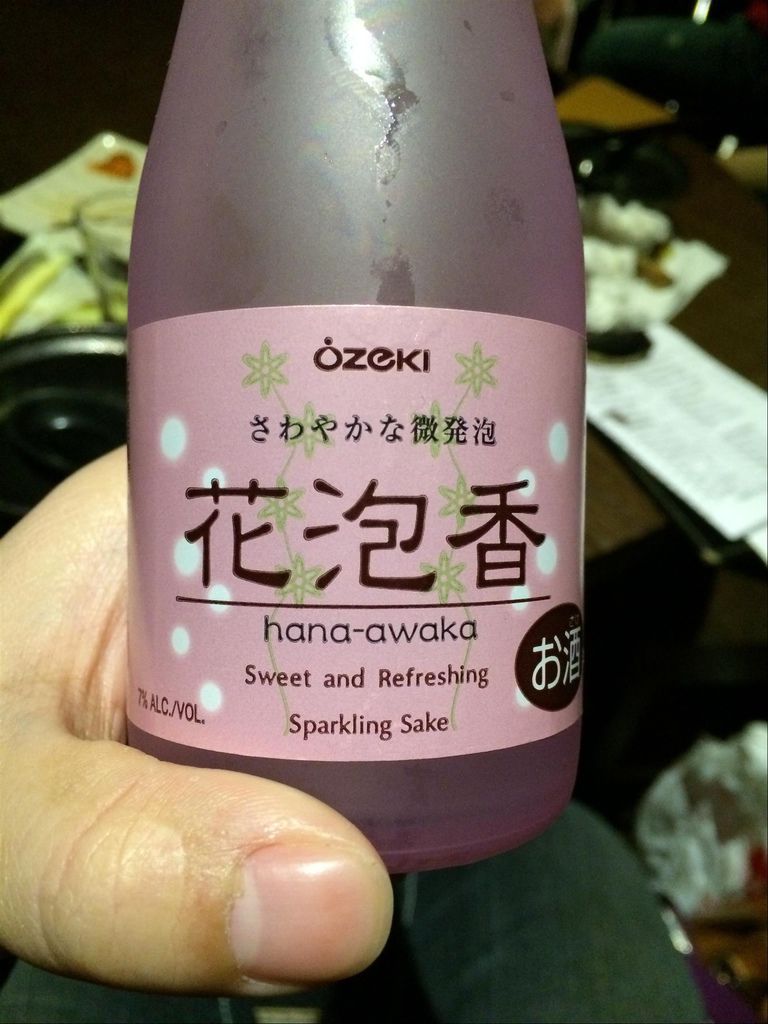 ozeki
さわやかな微発泡
花泡香
hana-awaka
お酒
Sweet and Refreshing
7% ALC./VOL.
Sparkling Sake